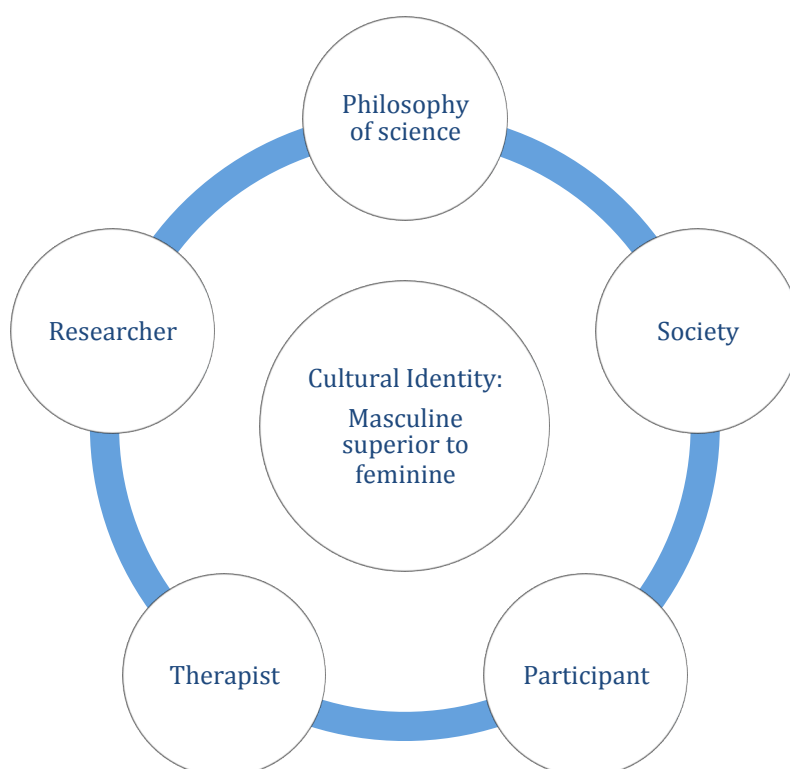 Philosophy
of science
Researcher
Society
Cultural Identity:
Masculine
superior to
feminine
Therapist
Participant